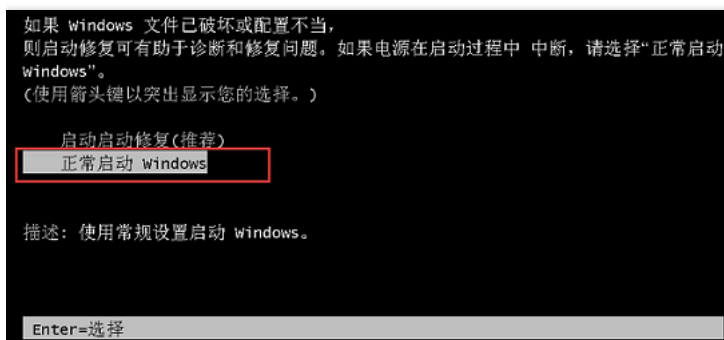 如果 Windows 文件已破坏或配置不当，
则启动修复可有助于诊断和修复问题。如果电源在启动过程中 中断，请选择“正常启动
Windows”。
(使用箭头键以突出显示您的选择。)
启动启动修复(推荐)
正常启动 Windows
描述: 使用常规设置启动 Windows。
Enter=选择